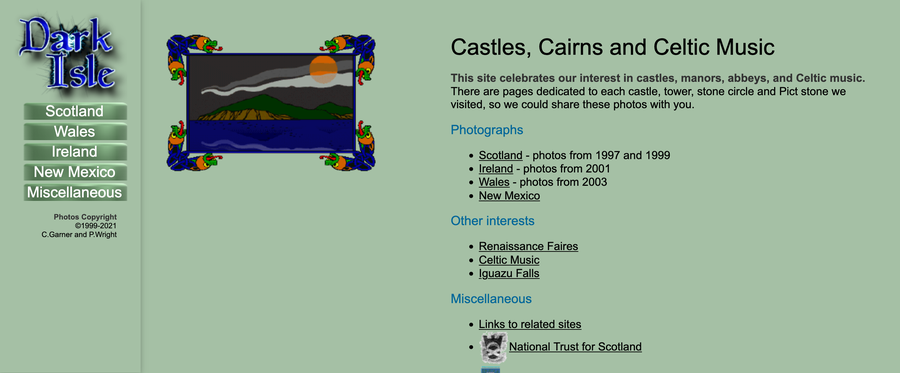 Dark
Isle
Scotland
Wales
Ireland
New Mexico
Miscellaneous
Photos Copyright
©1999-2021
C.Garner and P.Wright
Castles, Cairns and Celtic Music
This site celebrates our interest in castles, manors, abbeys, and Celtic music.
There are pages dedicated to each castle, tower, stone circle and Pict stone we
visited, so we could share these photos with you.
Photographs
Scotland - photos from 1997 and 1999
Ireland - photos from 2001
Wales - photos from 2003
New Mexico
Other interests
Renaissance Faires
Celtic Music
Iguazu Falls
Miscellaneous
Links to related sites
National Trust for Scotland